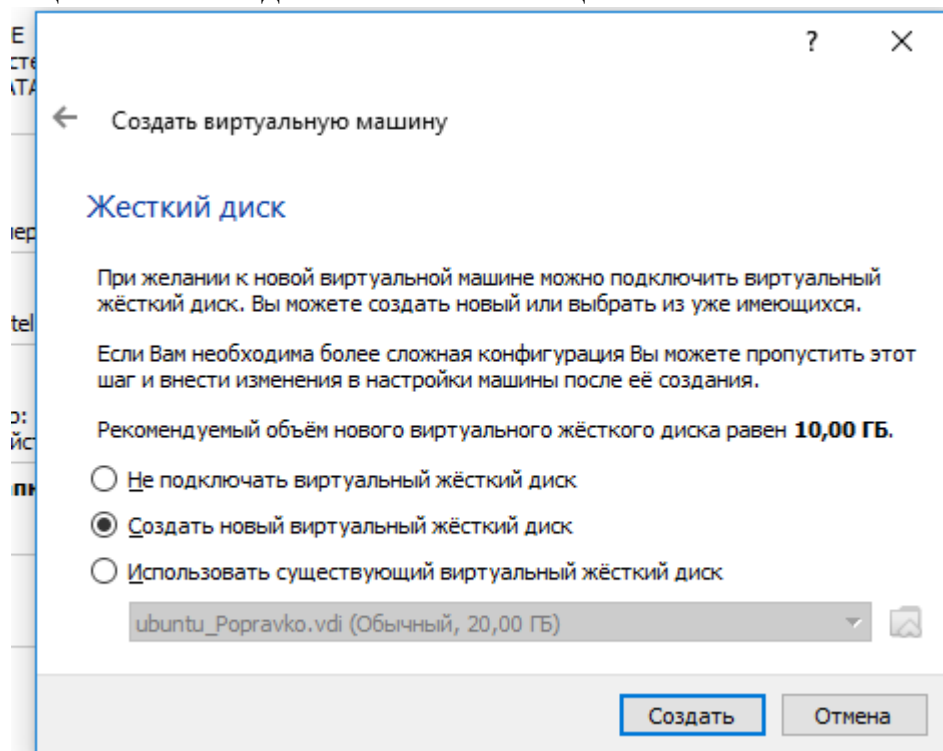 ?
Создать виртуальную машину
Жесткий диск
При желании к новой виртуальной машине можно подключить виртуальный
жёсткий диск. Вы можете создать новый или выбрать из уже имеющихся.
Если Вам необходима более сложная конфигурация Вы можете пропустить этот
шаг и внести изменения в настройки машины после её создания.
Рекомендуемый объём нового виртуального жёсткого диска равен 10,00 ГБ.
Не подключать виртуальный жёсткий диск
Создать новый виртуальный жёсткий диск
Использовать существующий виртуальный жёсткий диск
ubuntu_Popravko.vdi (Обычный, 20,00 ГБ)
Создать Отмена